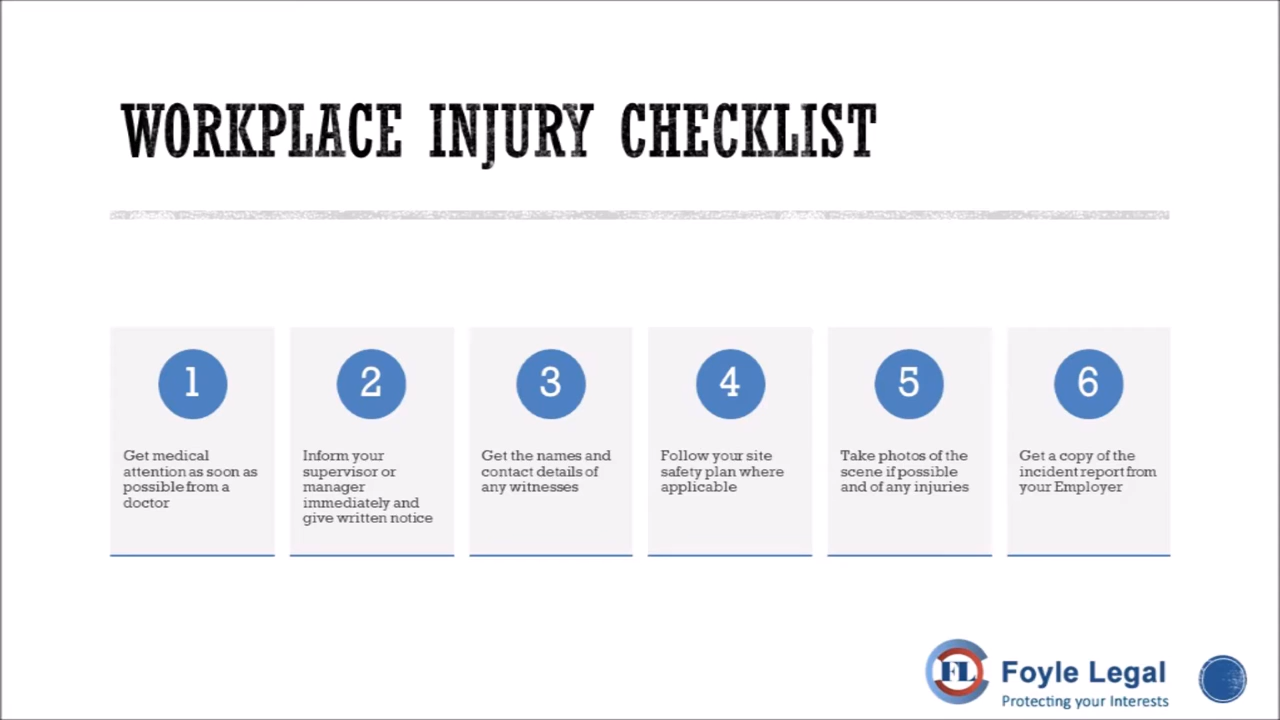 WORKPLACE INJURY CHECKLIST
1
Get medical
attention as soon as
possible from a
doctor
2
Inform your
supervisor or
manager
immediately and
give written notice
3
Get the names and
contact details of
any witnesses
4
Follow your site
safety plan where
applicable
5
Take photos of the
scene if possible
and of any injuries
6
Get a copy of the
incident report from
your Employer
FL
Foyle Legal
Protecting your Interests